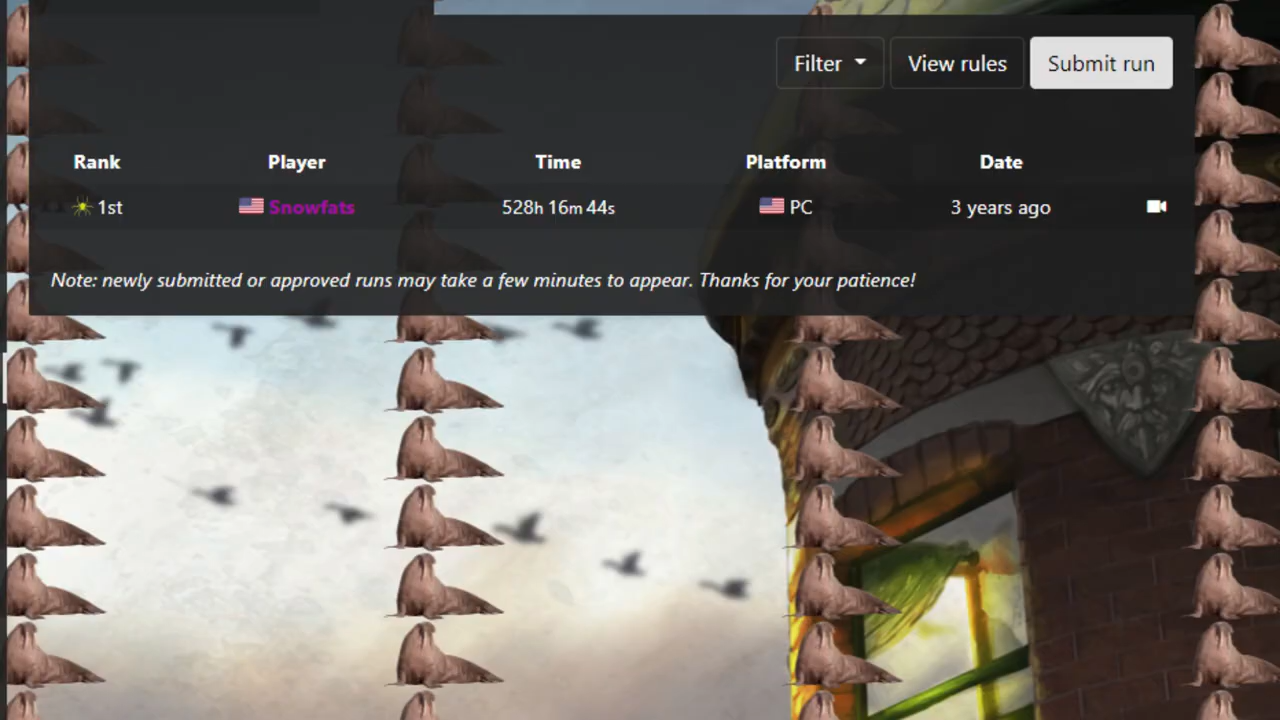 Filter View rules Submit run
Rank Player Time Platform Date
1st Snowfats 528h 16m 44s PC 3 years ago
Note: newly submitted or approved runs may take a few minutes to appear. Thanks for your patience!